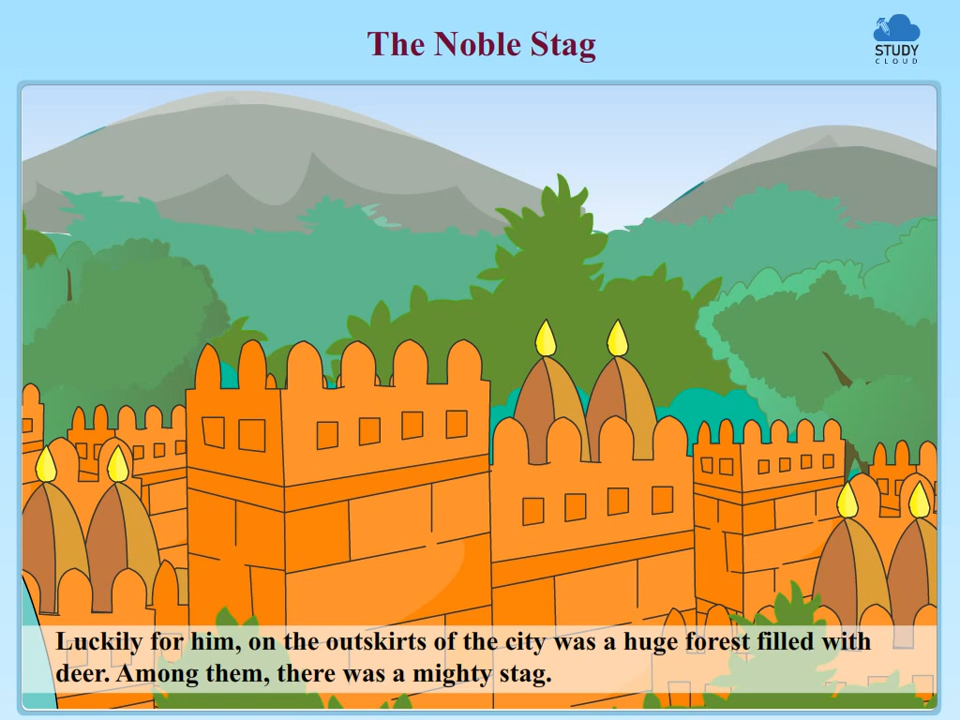 The Noble Stag
STUDY
CLOUD
Luckily for him, on the outskirts of the city was a huge forest filled with
deer. Among them, there was a mighty stag.